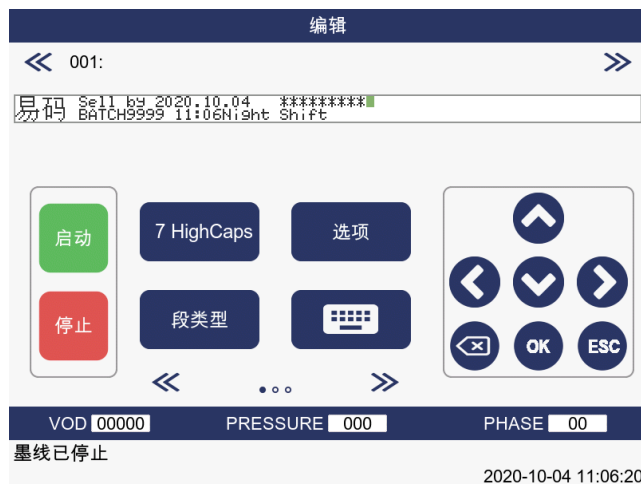 编辑
001:
易码 Sell by 2020.10.04 *********
BATCH9999 11:06Night Shift
启动
7 HighCaps
选项
停止
段类型
OK
ESC
VOD 00000 PRESSURE 000 PHASE 00
墨线已停止
2020-10-04 11:06:20